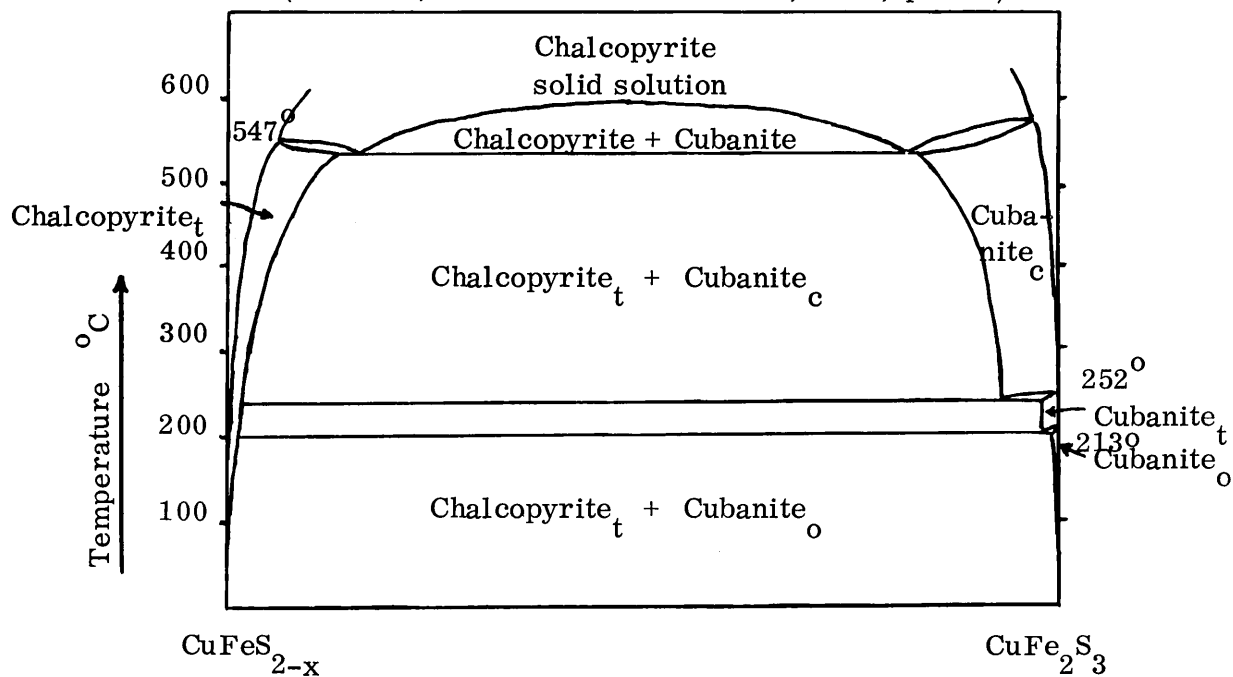 Chalcopyrite
solid solution
600
547°
Chalcopyrite + Cubanite
500
Chalcopyrite_t
Cuba-
nite_c
400
Chalcopyrite_t + Cubanite_c
Temperature °C
300
252°
Cubanite_t
200
213°
Cubanite_o
100
Chalcopyrite_t + Cubanite_o
CuFeS_2-x
CuFe_2S_3